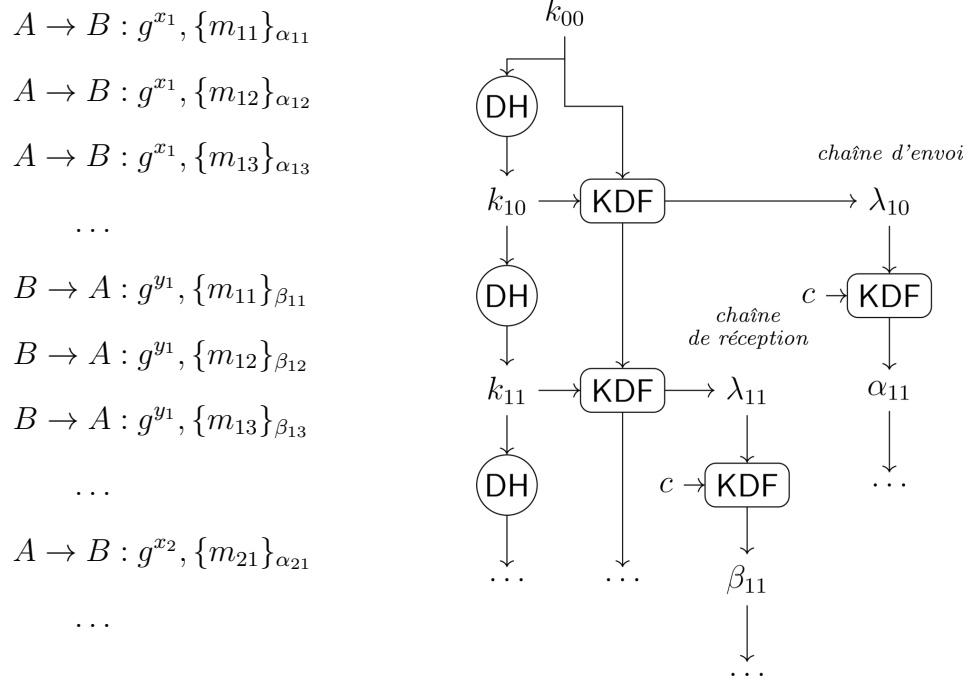 A → B : g^{x_1}, {m_{11}}_{α_{11}}
A → B : g^{x_1}, {m_{12}}_{α_{12}}
A → B : g^{x_1}, {m_{13}}_{α_{13}}
...
B → A : g^{y_1}, {m_{11}}_{β_{11}}
B → A : g^{y_1}, {m_{12}}_{β_{12}}
B → A : g^{y_1}, {m_{13}}_{β_{13}}
...
A → B : g^{x_2}, {m_{21}}_{α_{21}}
...
k_{00}
DH
chaîne d'envoi
k_{10}
KDF
λ_{10}
DH
c
KDF
chaîne
de réception
k_{11}
KDF
λ_{11}
α_{11}
DH
c
KDF
...
...
...
β_{11}
...